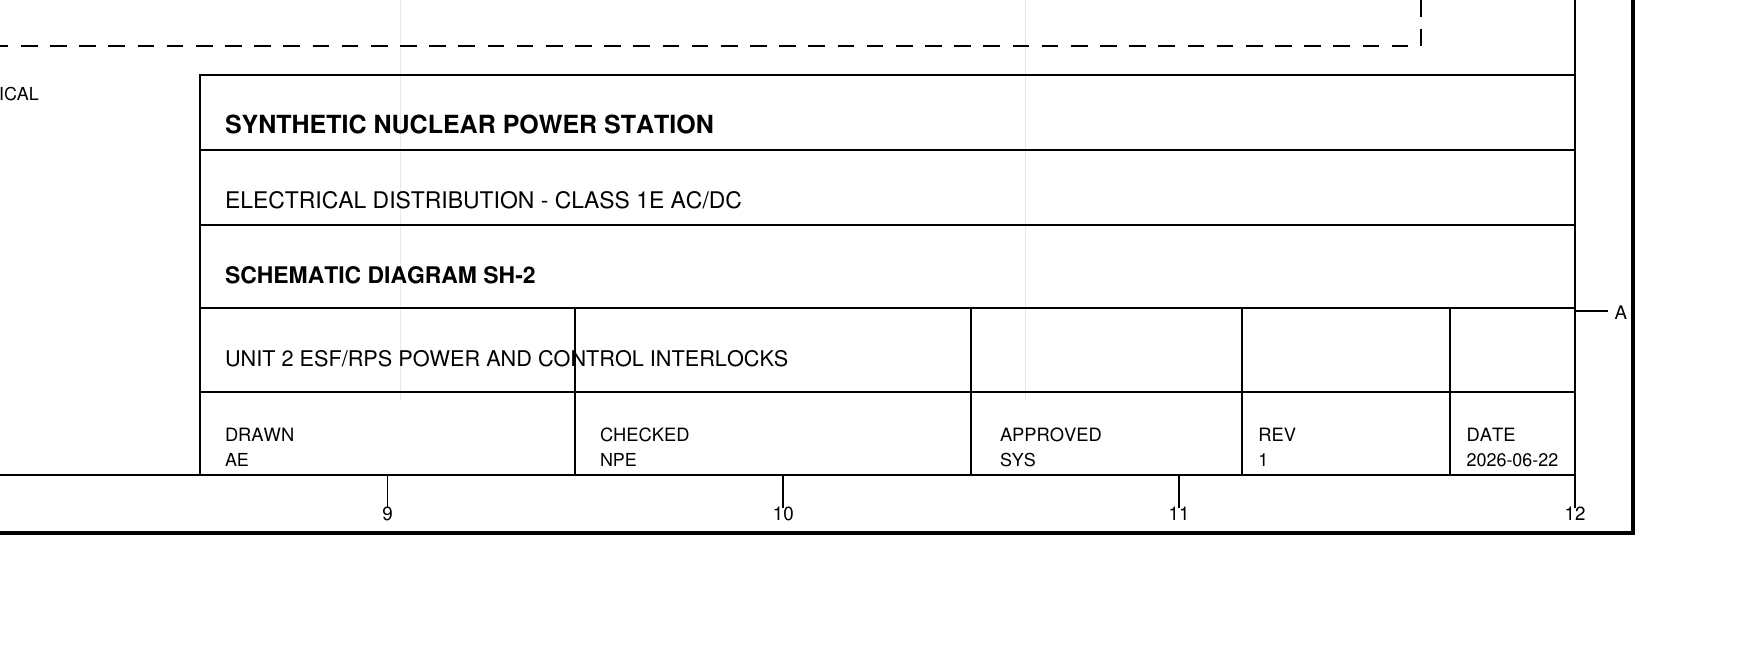 ICAL
SYNTHETIC NUCLEAR POWER STATION
ELECTRICAL DISTRIBUTION - CLASS 1E AC/DC
SCHEMATIC DIAGRAM SH-2
A
UNIT 2 ESF/RPS POWER AND CONTROL INTERLOCKS
DRAWN CHECKED APPROVED REV DATE
AE NPE SYS 1 2026-06-22
9 10 11 12